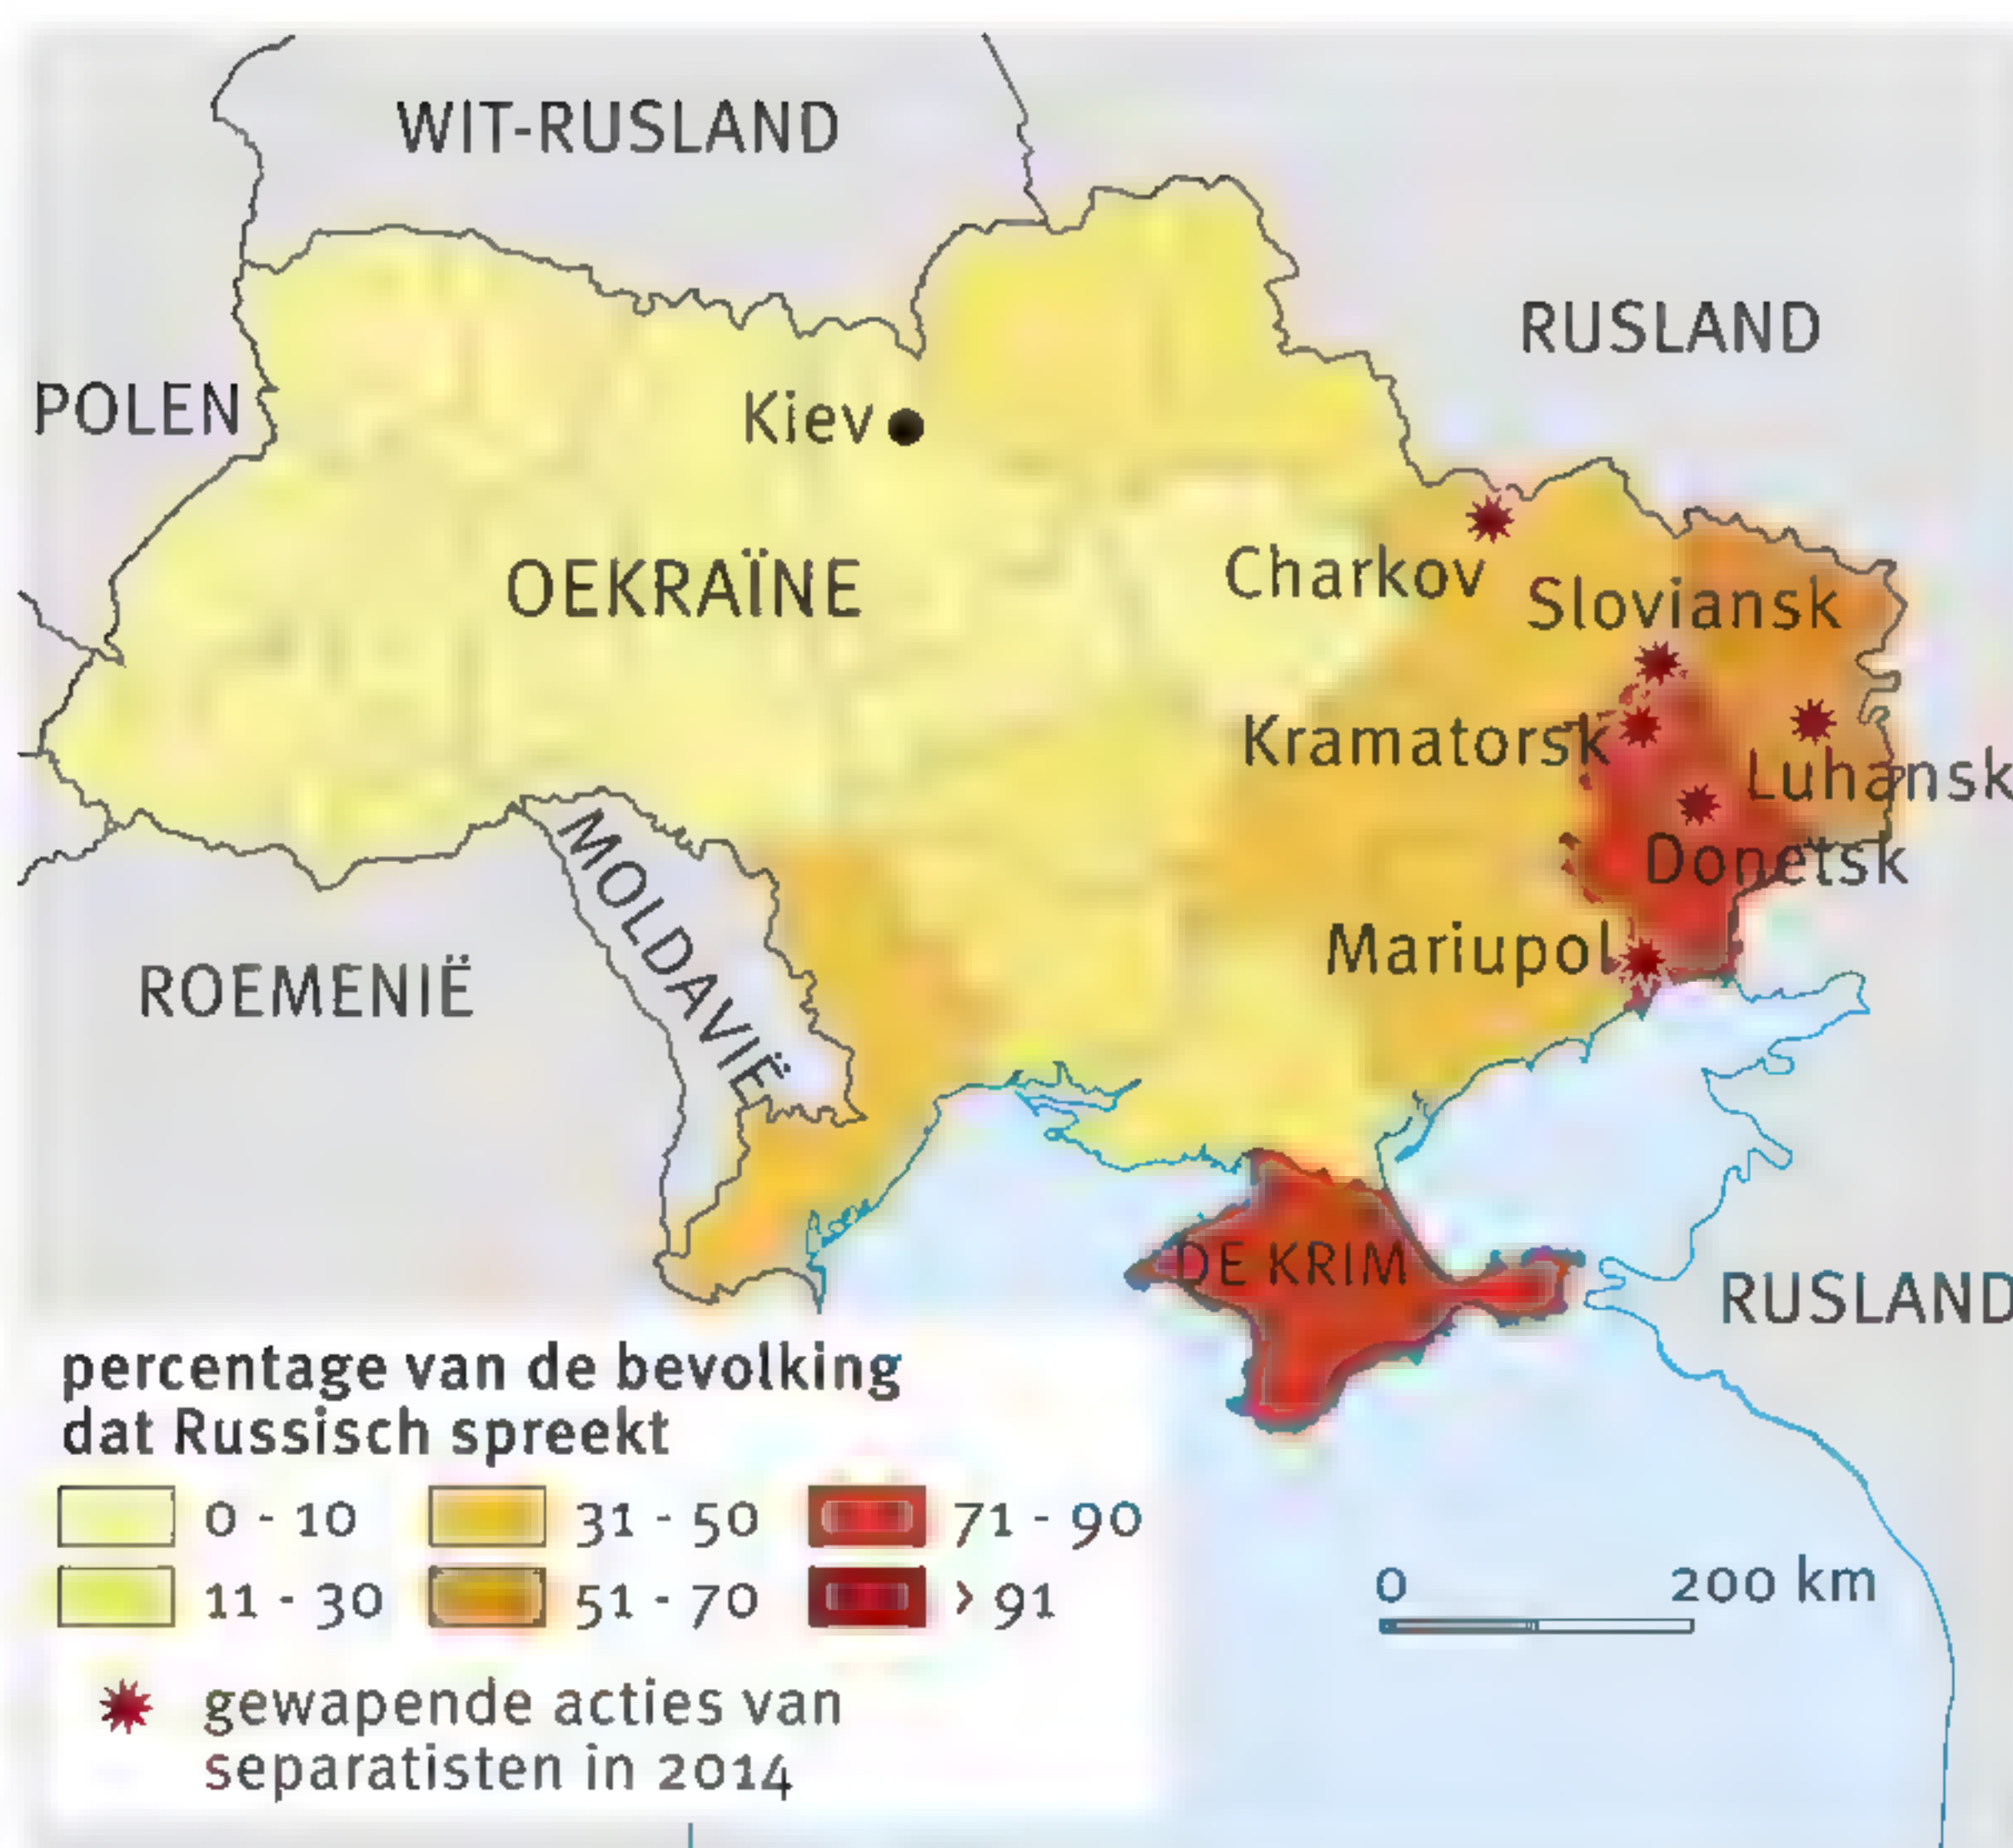 WIT-RUSLAND
RUSLAND
POLEN
Kiev
OEKRAÏNE
Charkov
Sloviansk
Kramatorsk
Luhansk
Donetsk
MOLDAVIË
Mariupol
ROEMENIË
DE KRIM
RUSLAND
percentage van de bevolking
dat Russisch spreekt
0 - 10 31 - 50 71 - 90
11 - 30 51 - 70 > 91
0 200 km
gewapende acties van
separatisten in 2014